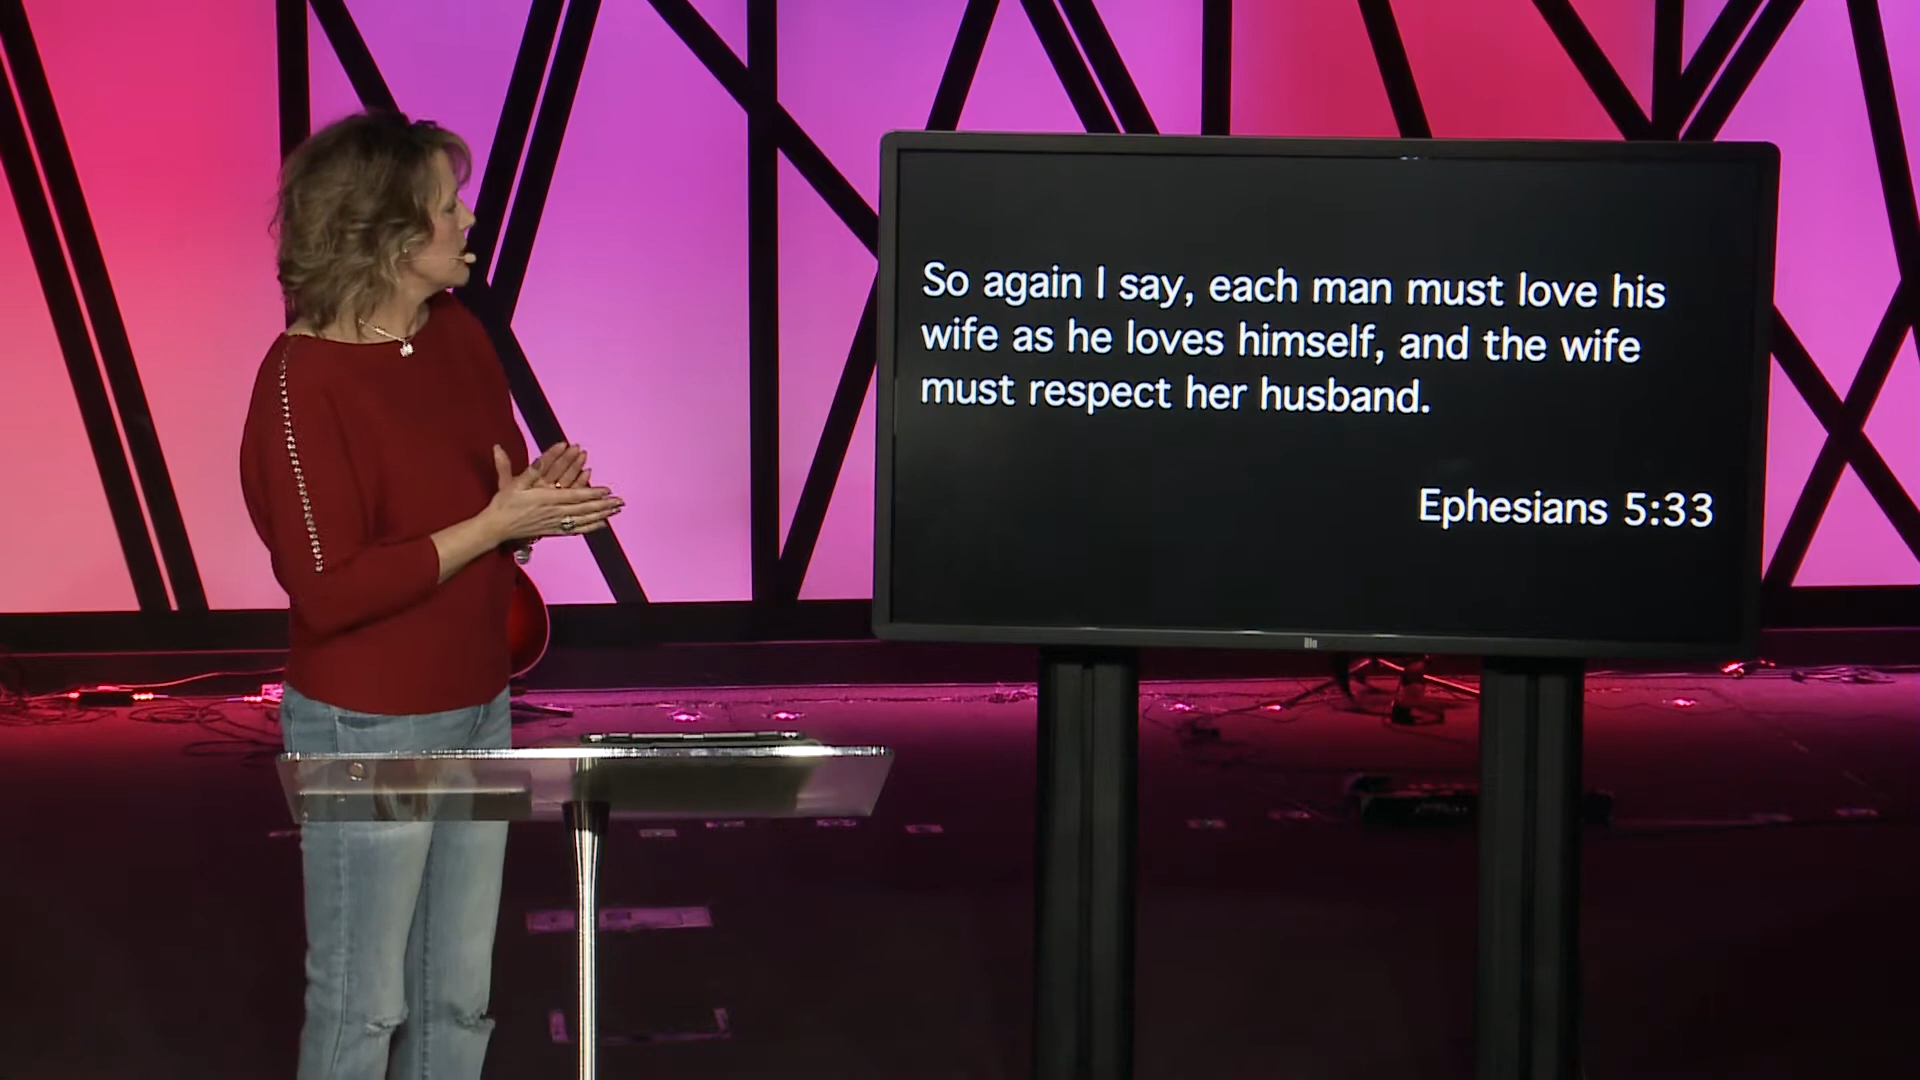 So again I say, each man must love his
wife as he loves himself, and the wife
must respect her husband.
Ephesians 5:33